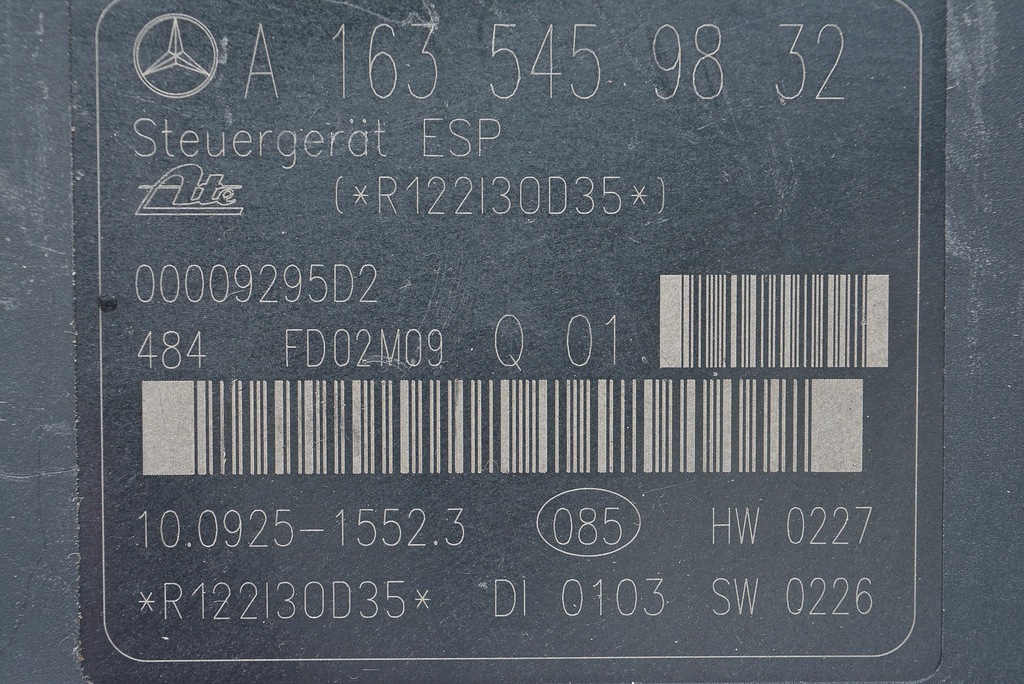 A 163 545 98 32
Steuergerät ESP
Ate (*R122I30D35*)
00009295D2
484 FD02M09 Q 01
10.0925-1552.3 085 HW 0227
*R122I30D35* DI 0103 SW 0226